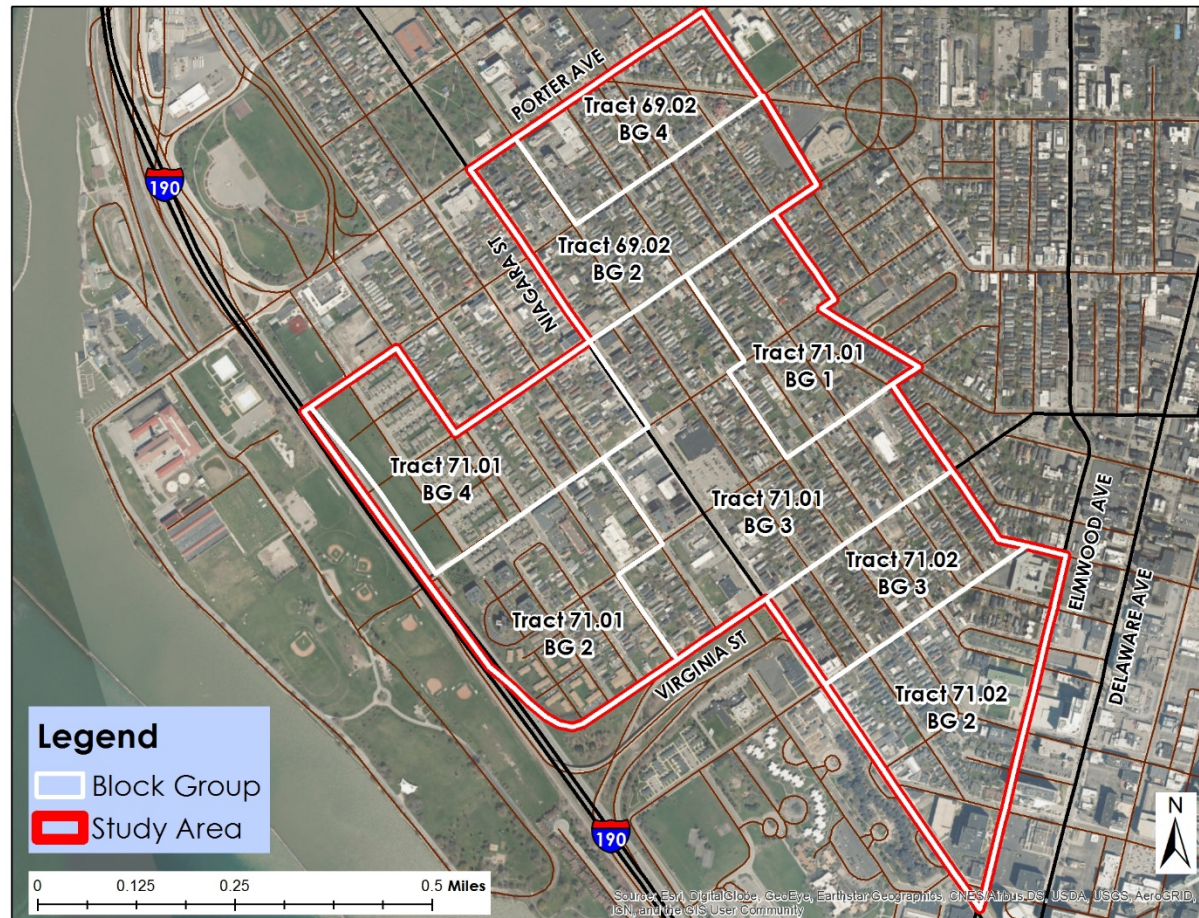 PORTER AVE
Tract 69.02
BG 4
190
NIAGARA ST
Tract 69.02
BG 2
Tract 71.01
BG 1
Tract 71.01
BG 4
Tract 71.01
BG 3
Tract 71.02
BG 3
ELMWOOD AVE
DELAWARE AVE
Tract 71.01
BG 2
VIRGINIA ST
Tract 71.02
BG 2
Legend
Block Group
Study Area
190
N
0 0.125 0.25 0.5 Miles
Source: Esri, DigitalGlobe, GeoEye, Earthstar Geographics, CNES/Airbus DS, USDA, USGS, AeroGRID,
IGN, and the GIS User Community